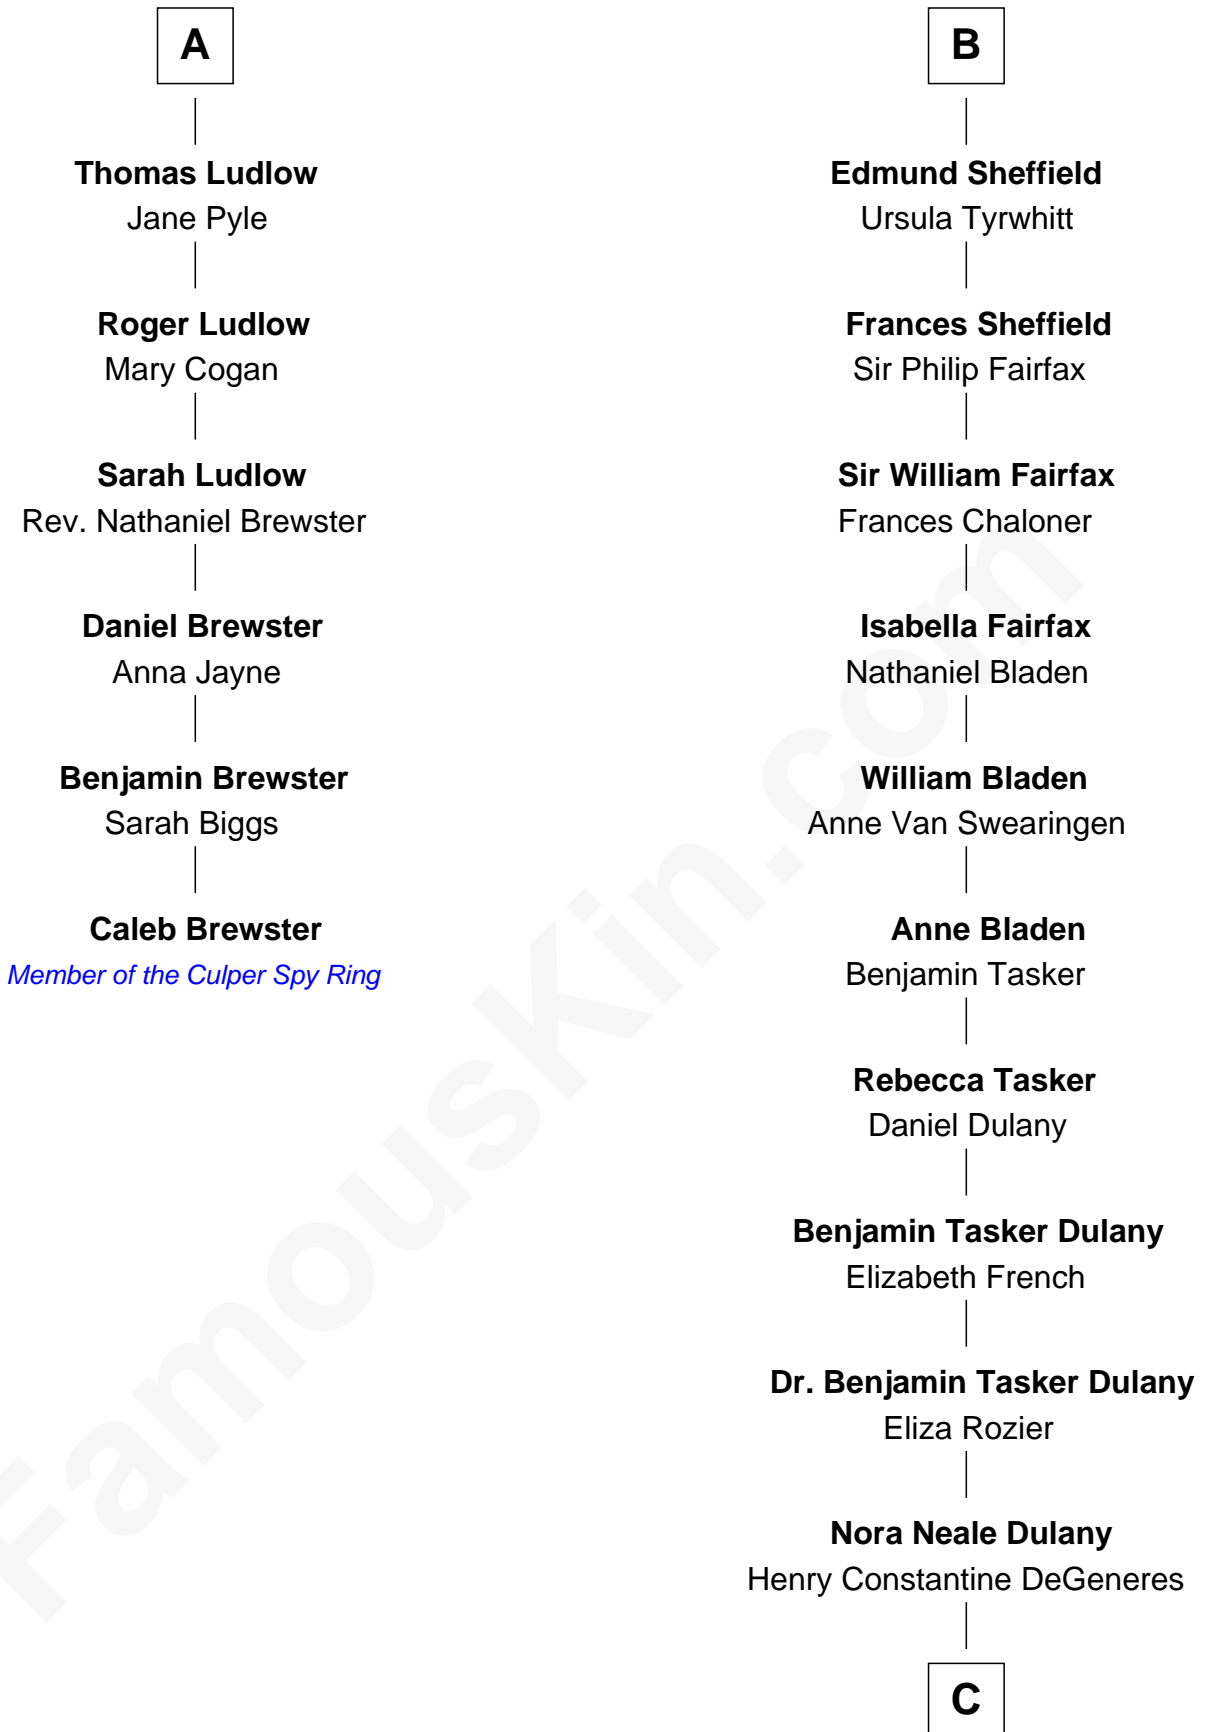 A
Thomas Ludlow
Jane Pyle
Roger Ludlow
Mary Cogan
Sarah Ludlow
Rev. Nathaniel Brewster
Daniel Brewster
Anna Jayne
Benjamin Brewster
Sarah Biggs
Caleb Brewster
Member of the Culper Spy Ring
B
Edmund Sheffield
Ursula Tyrwhitt
Frances Sheffield
Sir Philip Fairfax
Sir William Fairfax
Frances Chaloner
Isabella Fairfax
Nathaniel Bladen
William Bladen
Anne Van Swearingen
Anne Bladen
Benjamin Tasker
Rebecca Tasker
Daniel Dulany
Benjamin Tasker Dulany
Elizabeth French
Dr. Benjamin Tasker Dulany
Eliza Rozier
Nora Neale Dulany
Henry Constantine DeGeneres
C
FamousKin.com